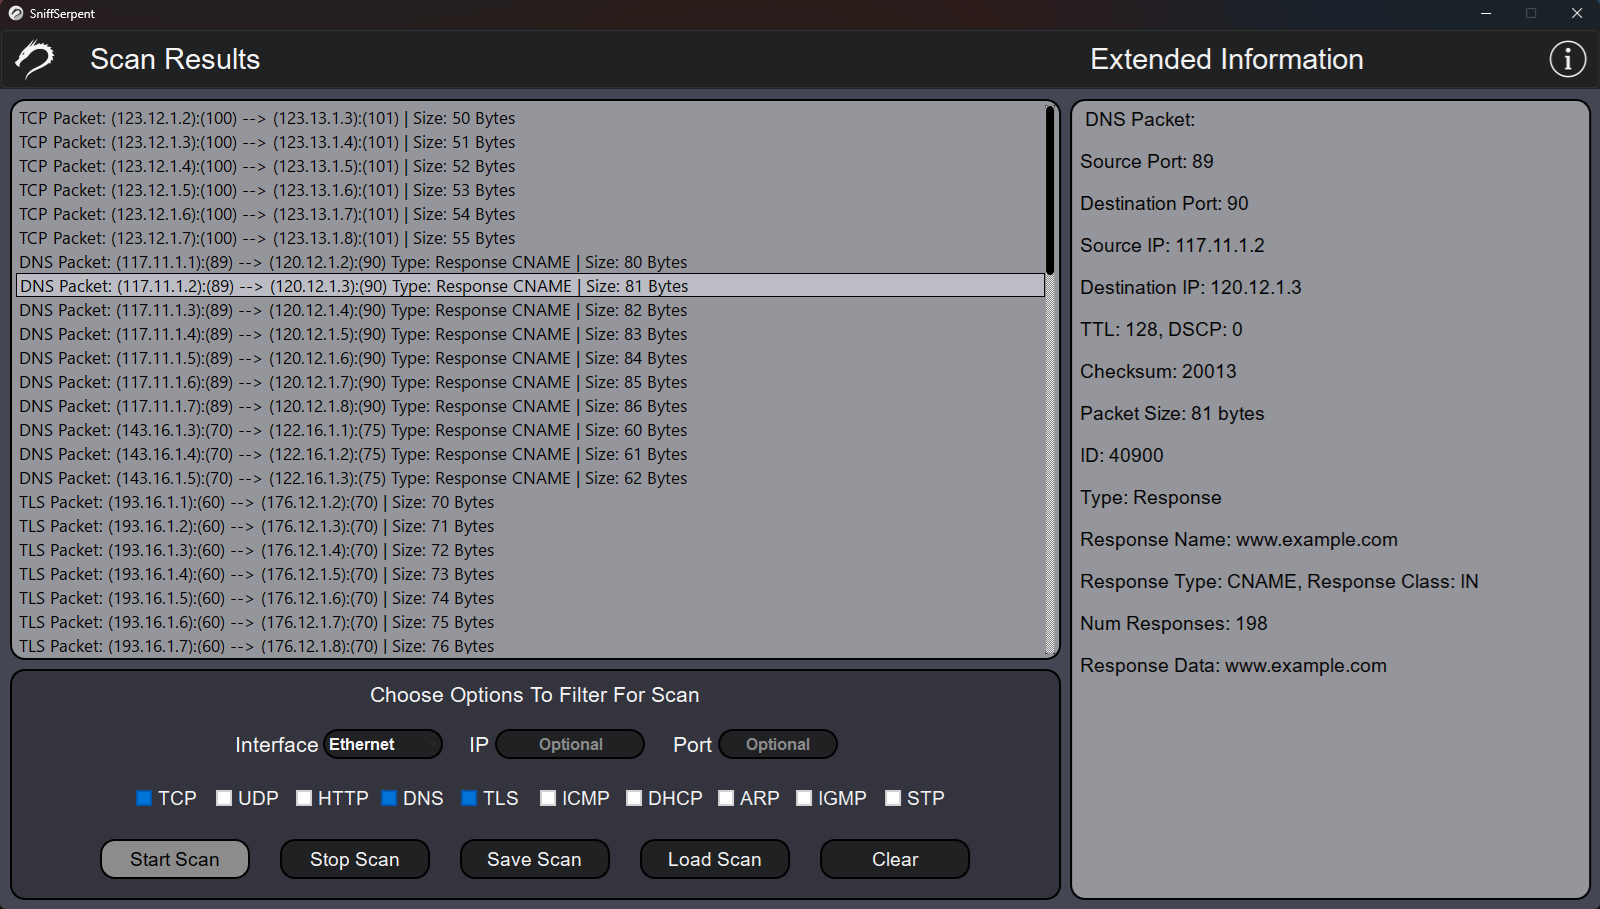 SniffSerpent
Scan Results
Extended Information
TCP Packet: (123.12.1.2):(100) --> (123.13.1.3):(101) | Size: 50 Bytes
TCP Packet: (123.12.1.3):(100) --> (123.13.1.4):(101) | Size: 51 Bytes
TCP Packet: (123.12.1.4):(100) --> (123.13.1.5):(101) | Size: 52 Bytes
TCP Packet: (123.12.1.5):(100) --> (123.13.1.6):(101) | Size: 53 Bytes
TCP Packet: (123.12.1.6):(100) --> (123.13.1.7):(101) | Size: 54 Bytes
TCP Packet: (123.12.1.7):(100) --> (123.13.1.8):(101) | Size: 55 Bytes
DNS Packet: (117.11.1.1):(89) --> (120.12.1.2):(90) Type: Response CNAME | Size: 80 Bytes
DNS Packet: (117.11.1.2):(89) --> (120.12.1.3):(90) Type: Response CNAME | Size: 81 Bytes
DNS Packet: (117.11.1.3):(89) --> (120.12.1.4):(90) Type: Response CNAME | Size: 82 Bytes
DNS Packet: (117.11.1.4):(89) --> (120.12.1.5):(90) Type: Response CNAME | Size: 83 Bytes
DNS Packet: (117.11.1.5):(89) --> (120.12.1.6):(90) Type: Response CNAME | Size: 84 Bytes
DNS Packet: (117.11.1.6):(89) --> (120.12.1.7):(90) Type: Response CNAME | Size: 85 Bytes
DNS Packet: (117.11.1.7):(89) --> (120.12.1.8):(90) Type: Response CNAME | Size: 86 Bytes
DNS Packet: (143.16.1.3):(70) --> (122.16.1.1):(75) Type: Response CNAME | Size: 60 Bytes
DNS Packet: (143.16.1.4):(70) --> (122.16.1.2):(75) Type: Response CNAME | Size: 61 Bytes
DNS Packet: (143.16.1.5):(70) --> (122.16.1.3):(75) Type: Response CNAME | Size: 62 Bytes
TLS Packet: (193.16.1.1):(60) --> (176.12.1.2):(70) | Size: 70 Bytes
TLS Packet: (193.16.1.2):(60) --> (176.12.1.3):(70) | Size: 71 Bytes
TLS Packet: (193.16.1.3):(60) --> (176.12.1.4):(70) | Size: 72 Bytes
TLS Packet: (193.16.1.4):(60) --> (176.12.1.5):(70) | Size: 73 Bytes
TLS Packet: (193.16.1.5):(60) --> (176.12.1.6):(70) | Size: 74 Bytes
TLS Packet: (193.16.1.6):(60) --> (176.12.1.7):(70) | Size: 75 Bytes
TLS Packet: (193.16.1.7):(60) --> (176.12.1.8):(70) | Size: 76 Bytes
DNS Packet:
Source Port: 89
Destination Port: 90
Source IP: 117.11.1.2
Destination IP: 120.12.1.3
TTL: 128, DSCP: 0
Checksum: 20013
Packet Size: 81 bytes
ID: 40900
Type: Response
Response Name: www.example.com
Response Type: CNAME, Response Class: IN
Num Responses: 198
Response Data: www.example.com
Choose Options To Filter For Scan
Interface Ethernet IP Optional Port Optional
TCP UDP HTTP DNS TLS ICMP DHCP ARP IGMP STP
Start Scan Stop Scan Save Scan Load Scan Clear